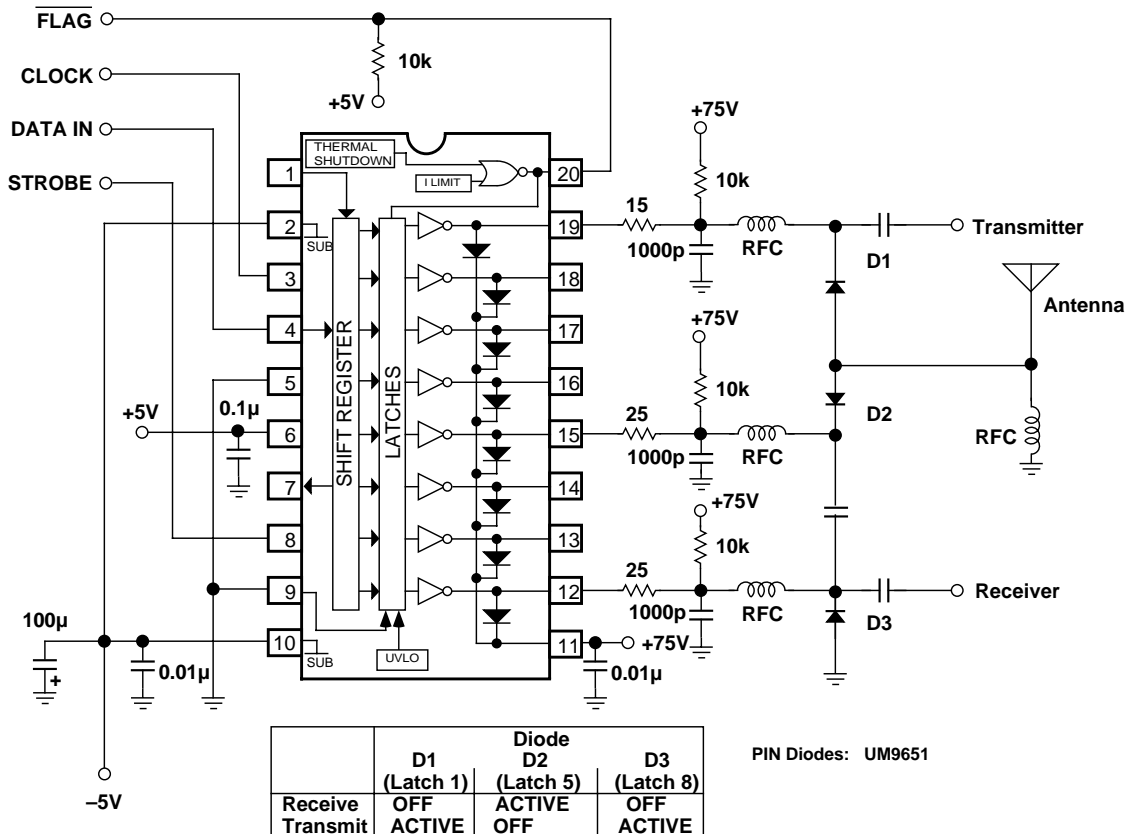 FLAG
10k
CLOCK
+5V
+75V
DATA IN
THERMAL
SHUTDOWN
STROBE
1
I LIMIT
20
10k
15
2
SUB
19
1000p
RFC
D1
Transmitter
3
18
Antenna
+75V
4
17
10k
SHIFT REGISTER
LATCHES
5
16
25
D2
+5V
0.1µ
6
15
1000p
RFC
RFC
7
14
+75V
8
13
10k
25
9
12
1000p
RFC
D3
Receiver
100µ
+
10
SUB
UVLO
11
+75V
0.01µ
0.01µ
–5V
Diode
D1 D2 D3
(Latch 1) (Latch 5) (Latch 8)
Receive OFF ACTIVE OFF
Transmit ACTIVE OFF ACTIVE
PIN Diodes: UM9651